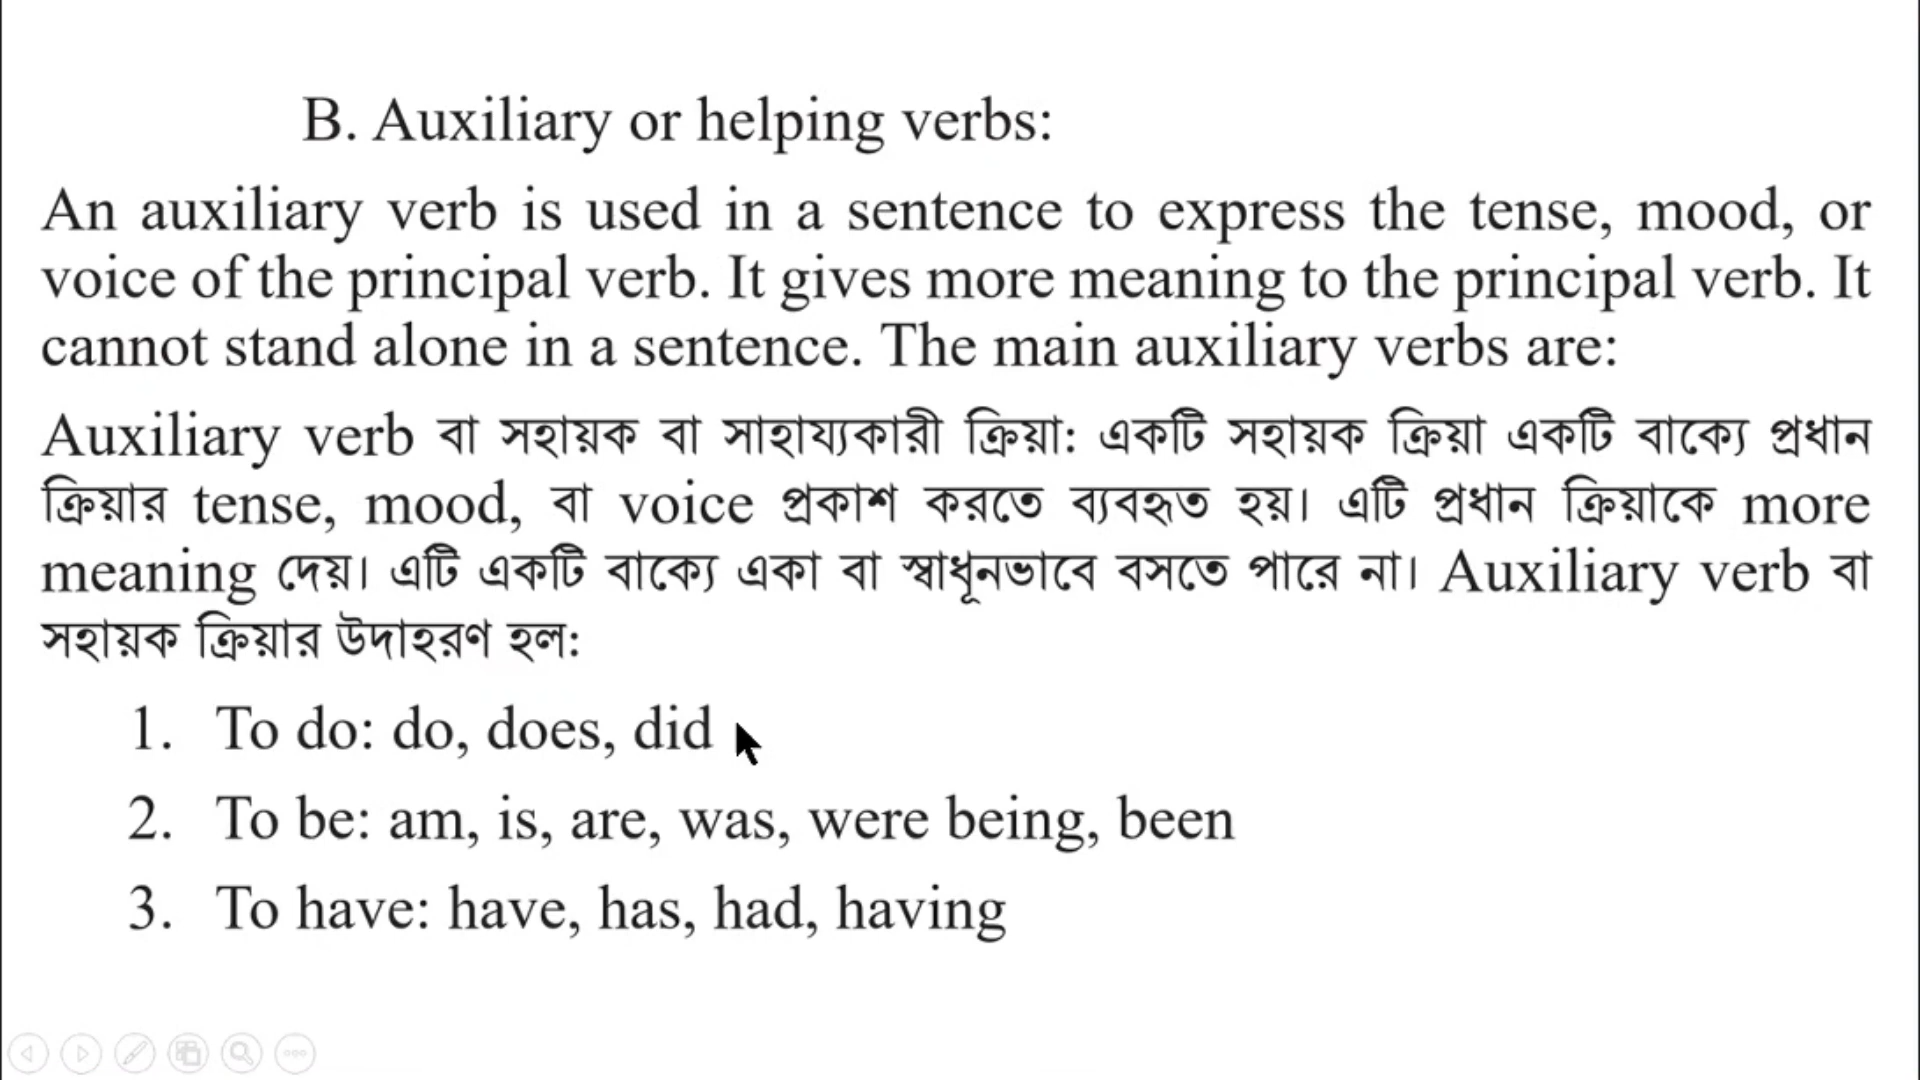 B. Auxiliary or helping verbs:
An auxiliary verb is used in a sentence to express the tense, mood, or
voice of the principal verb. It gives more meaning to the principal verb. It
cannot stand alone in a sentence. The main auxiliary verbs are:
Auxiliary verb বা সহায়ক বা সাহায্যকারী ক্রিয়া: একটি সহায়ক ক্রিয়া একটি বাক্যে প্রধান
ক্রিয়ার tense, mood, বা voice প্রকাশ করতে ব্যবহৃত হয়। এটি প্রধান ক্রিয়াকে more
meaning দেয়। এটি একটি বাক্যে একা বা স্বাধূনভাবে বসতে পারে না। Auxiliary verb বা
সহায়ক ক্রিয়ার উদাহরণ হল:
1. To do: do, does, did
2. To be: am, is, are, was, were being, been
3. To have: have, has, had, having